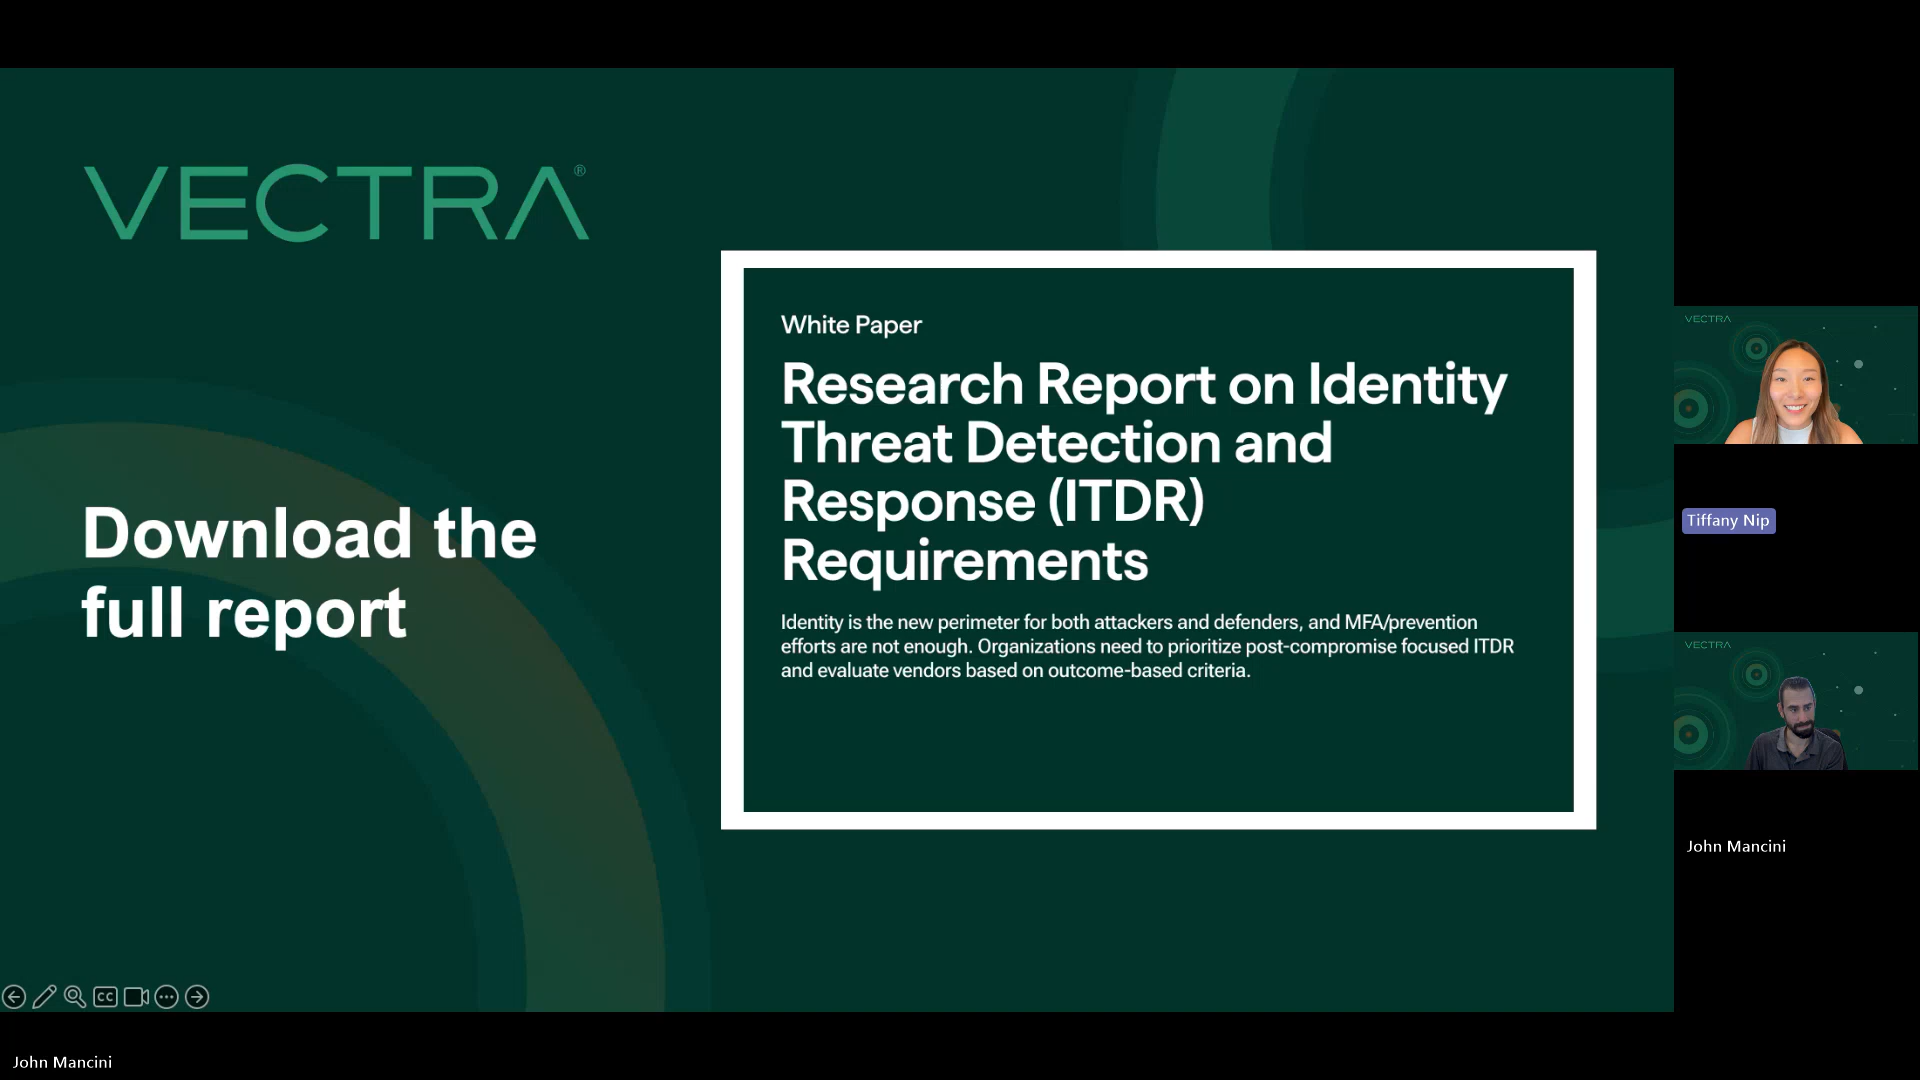 VECTRA®
Download the
full report
White Paper
Research Report on Identity
Threat Detection and
Response (ITDR)
Requirements
Identity is the new perimeter for both attackers and defenders, and MFA/prevention
efforts are not enough. Organizations need to prioritize post-compromise focused ITDR
and evaluate vendors based on outcome-based criteria.
CC
VECTRA
Tiffany Nip
VECTRA
John Mancini
John Mancini